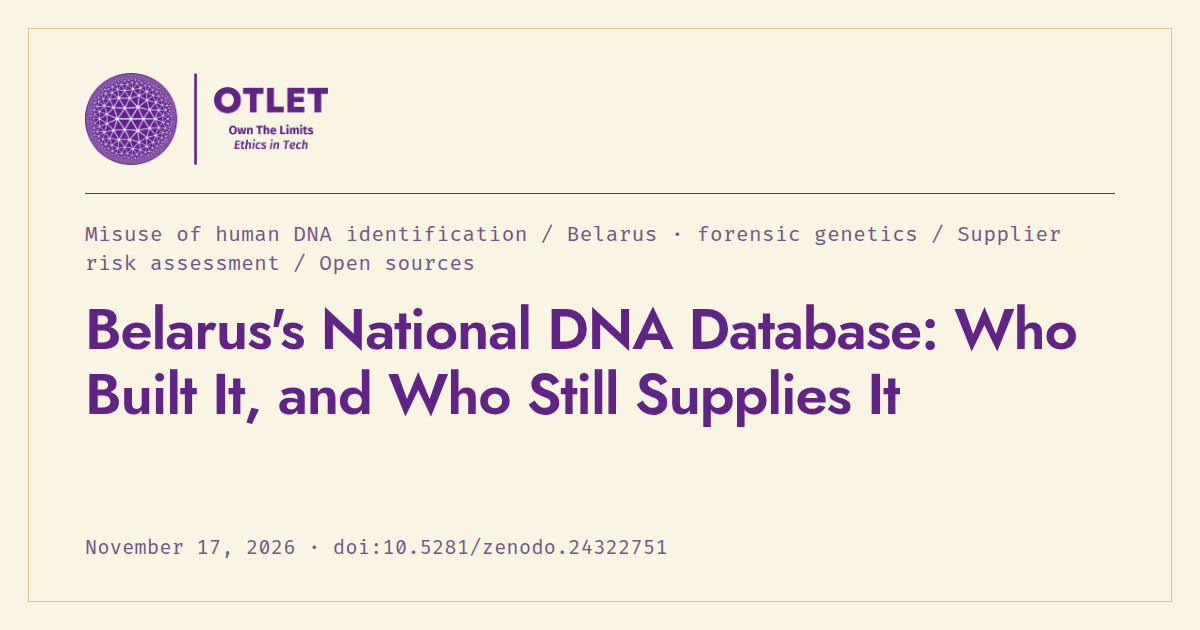 OTLET
Own The Limits
Ethics in Tech
Misuse of human DNA identification / Belarus · forensic genetics / Supplier
risk assessment / Open sources
Belarus's National DNA Database: Who
Built It, and Who Still Supplies It
November 17, 2026 · doi:10.5281/zenodo.24322751